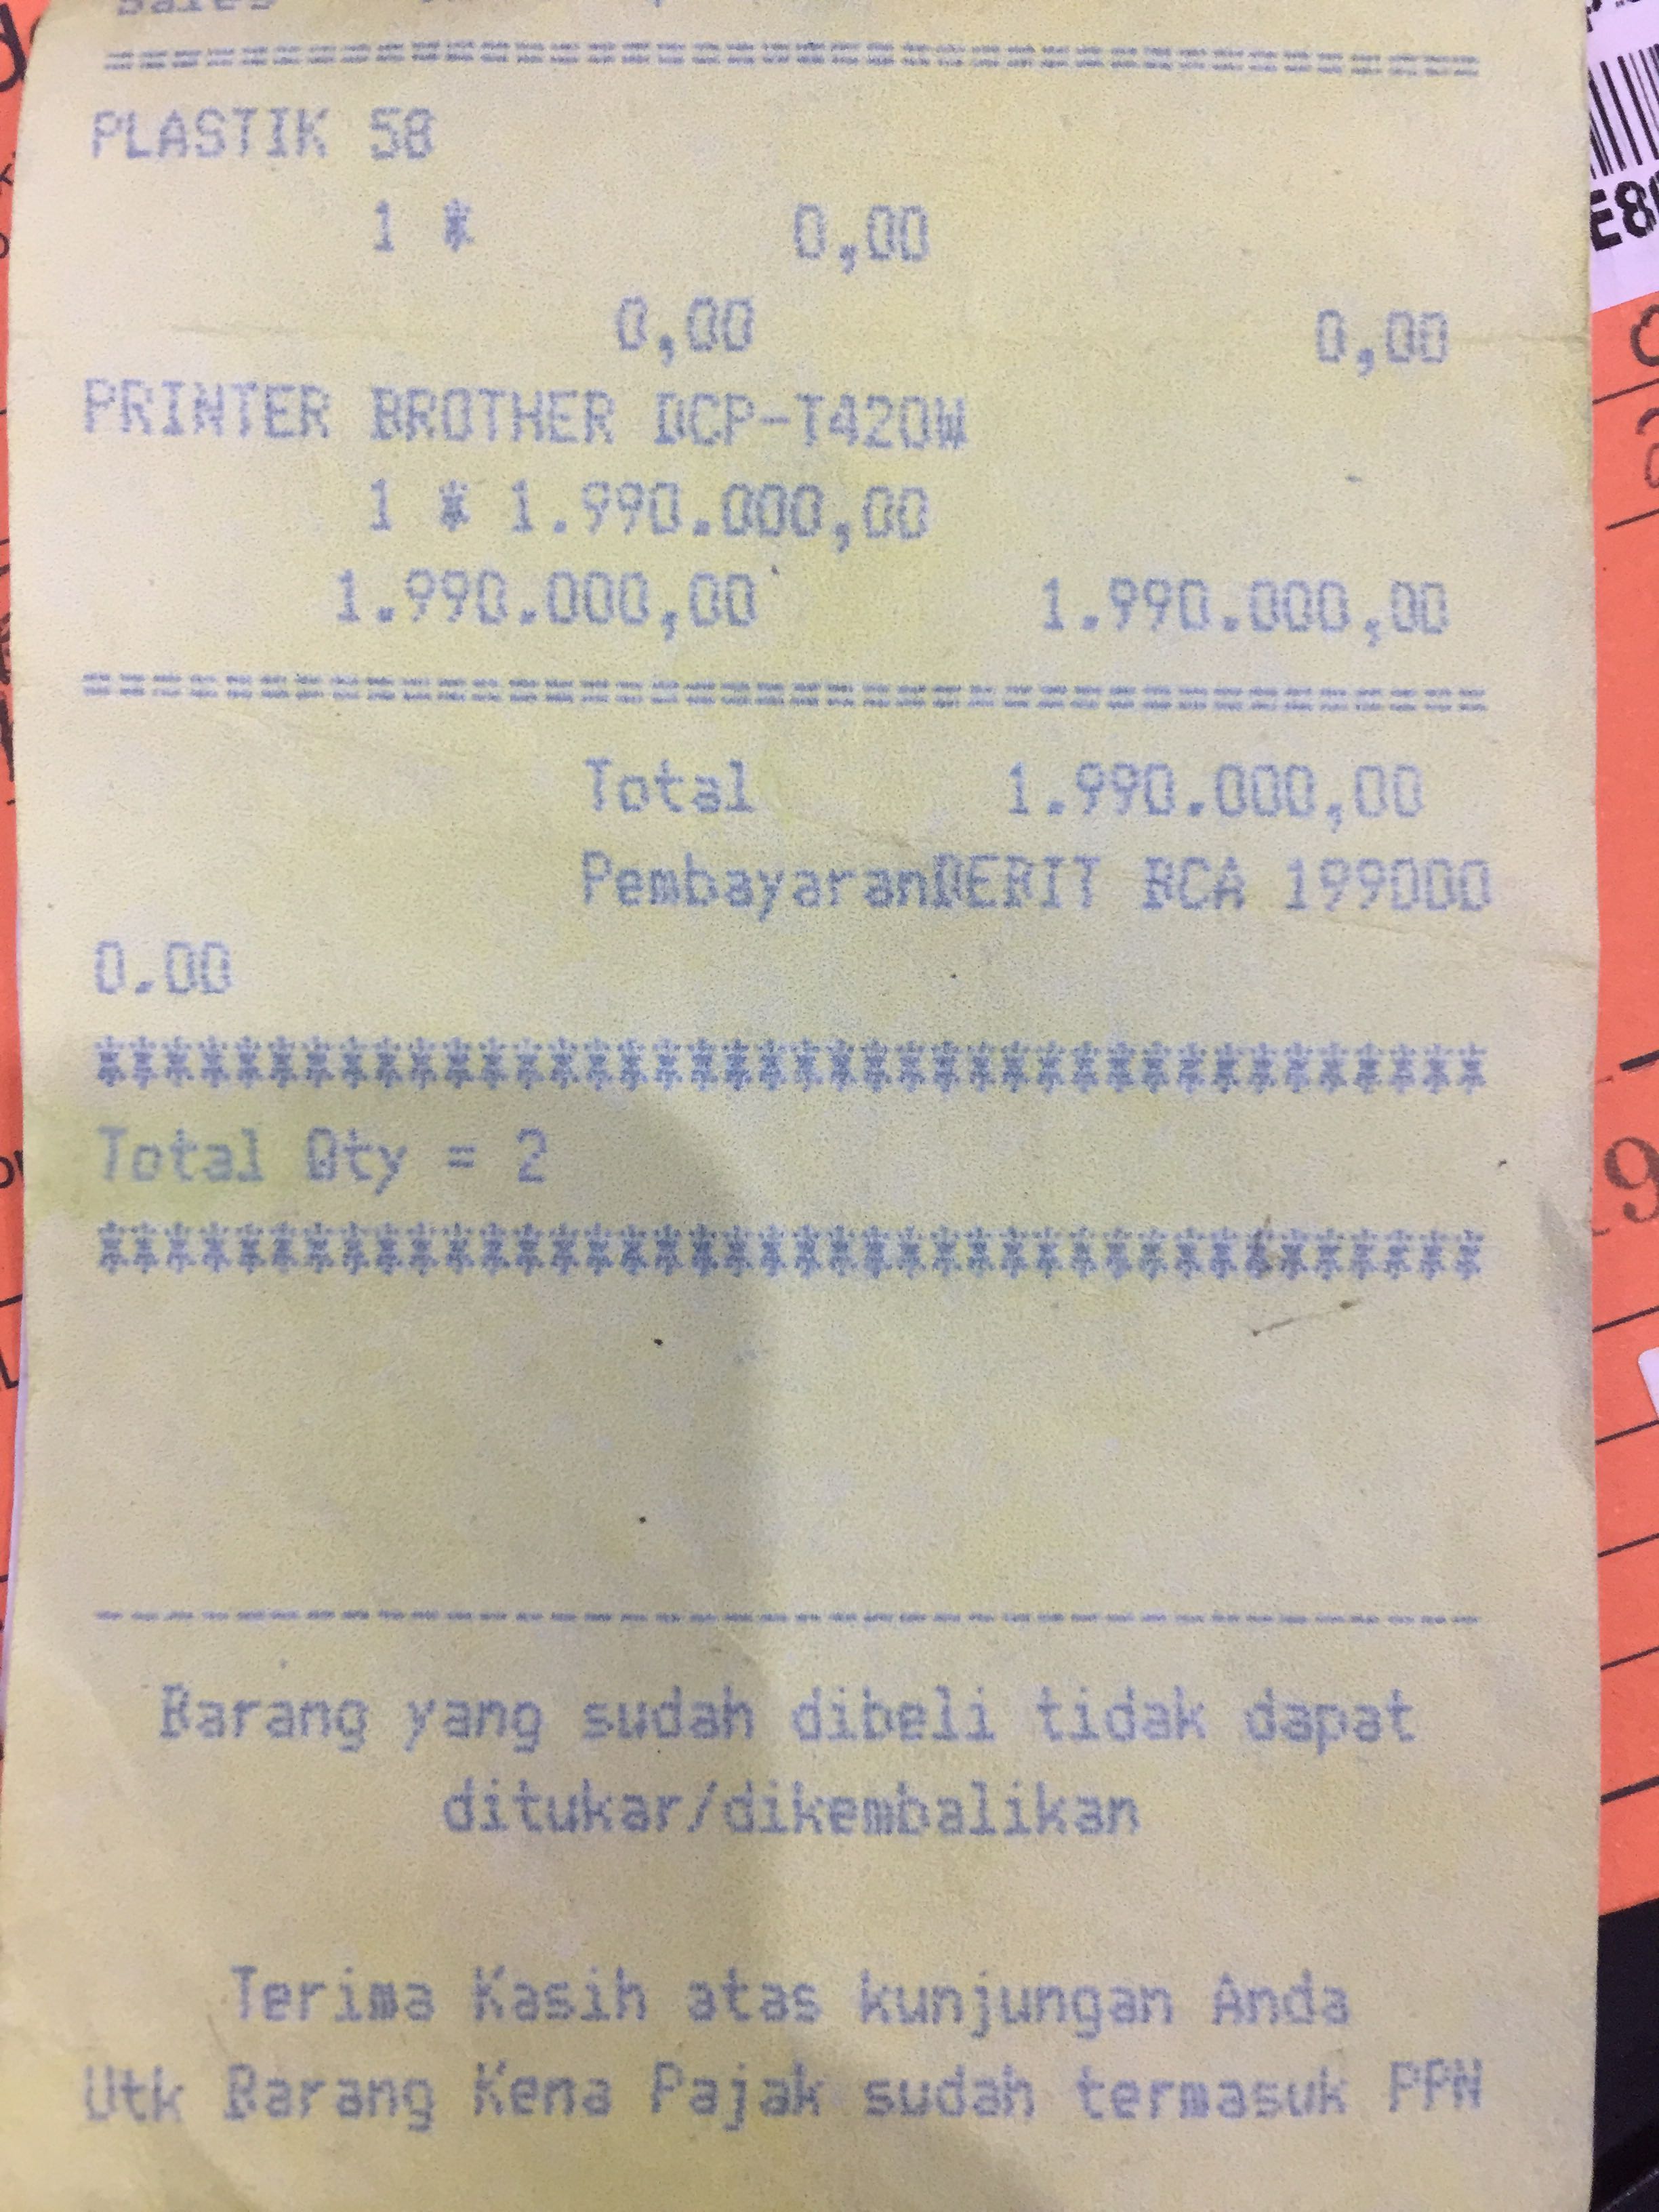 Sales
========================================
PLASTIK 58
1 * 0,00
0,00 0,00
PRINTER BROTHER DCP-T420W
1 * 1.990.000,00
1.990.000,00 1.990.000,00
========================================
Total 1.990.000,00
PembayaranDEBIT BCA 199000
0.00
****************************************
Total Qty = 2
****************************************
----------------------------------------
Barang yang sudah dibeli tidak dapat
ditukar/dikembalikan
Terima Kasih atas kunjungan Anda
Utk Barang Kena Pajak sudah termasuk PPN